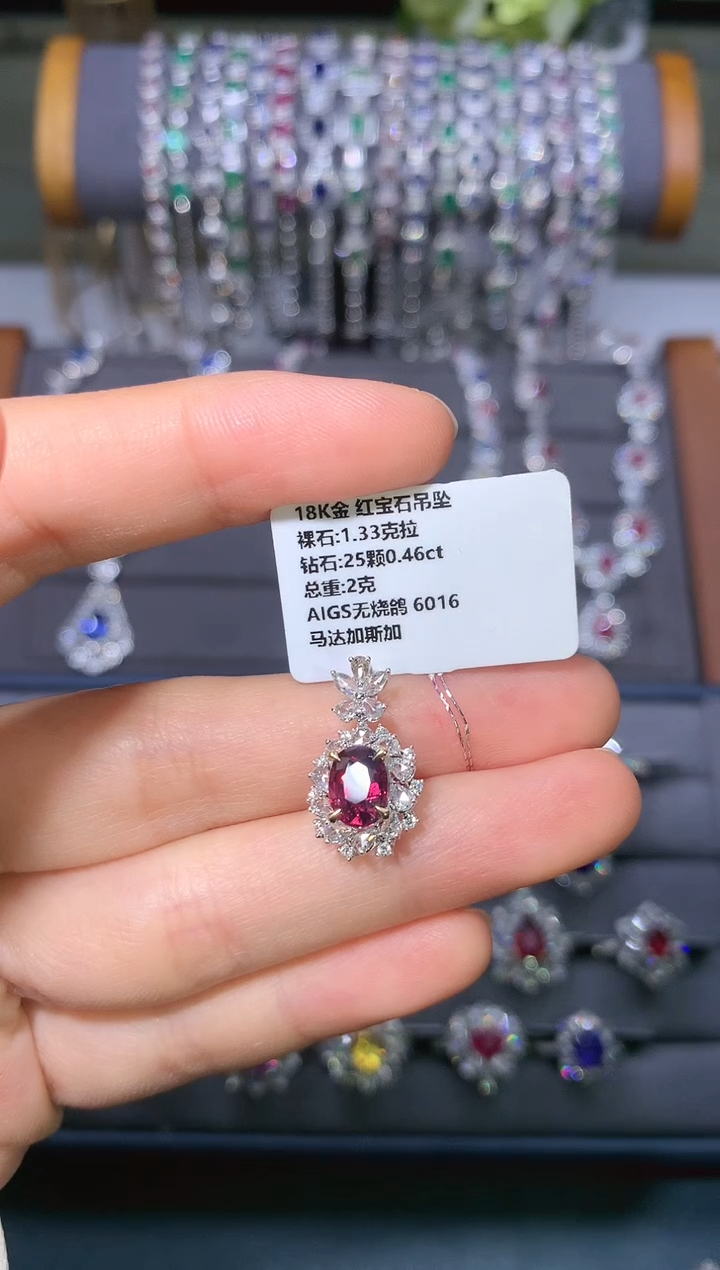 18K金 红宝石吊坠
裸石:1.33克拉
钻石:25颗0.46ct
总重:2克
AIGS无烧鸽 6016
马达加斯加